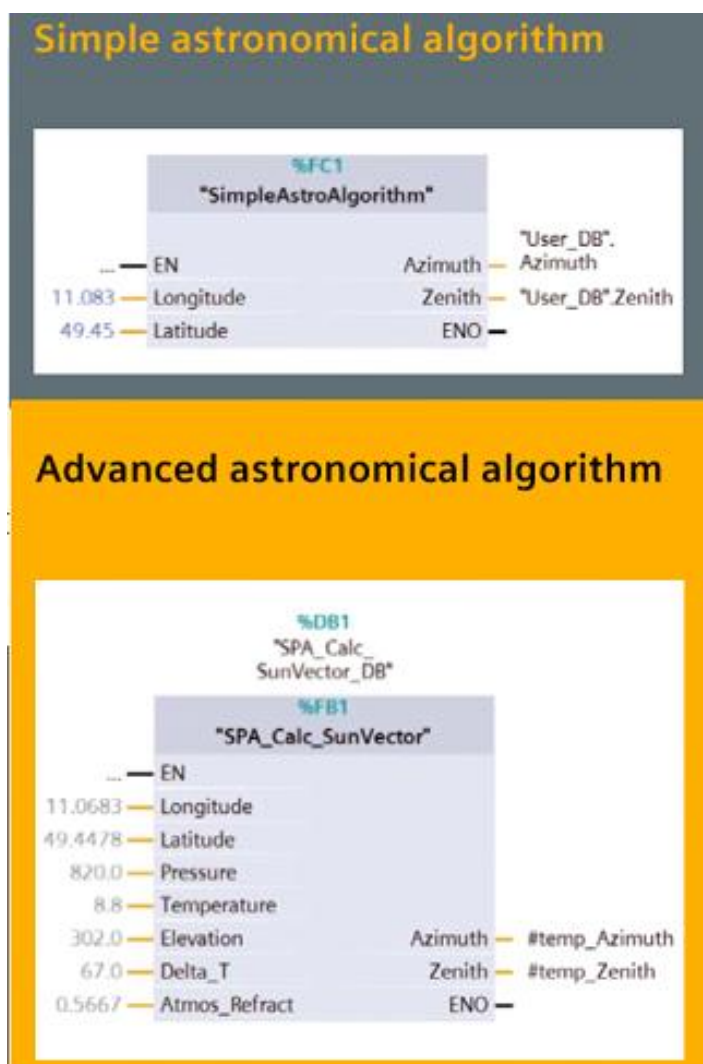 Simple astronomical algorithm
%FC1
"SimpleAstroAlgorithm"
"User_DB".
... EN Azimuth Azimuth
11.083 Longitude Zenith "User_DB".Zenith
49.45 Latitude ENO
Advanced astronomical algorithm
%DB1
"SPA_Calc_
SunVector_DB"
%FB1
"SPA_Calc_SunVector"
... EN
11.0683 Longitude
49.4478 Latitude
820.0 Pressure
8.8 Temperature
302.0 Elevation Azimuth #temp_Azimuth
67.0 Delta_T Zenith #temp_Zenith
0.5667 Atmos_Refract ENO